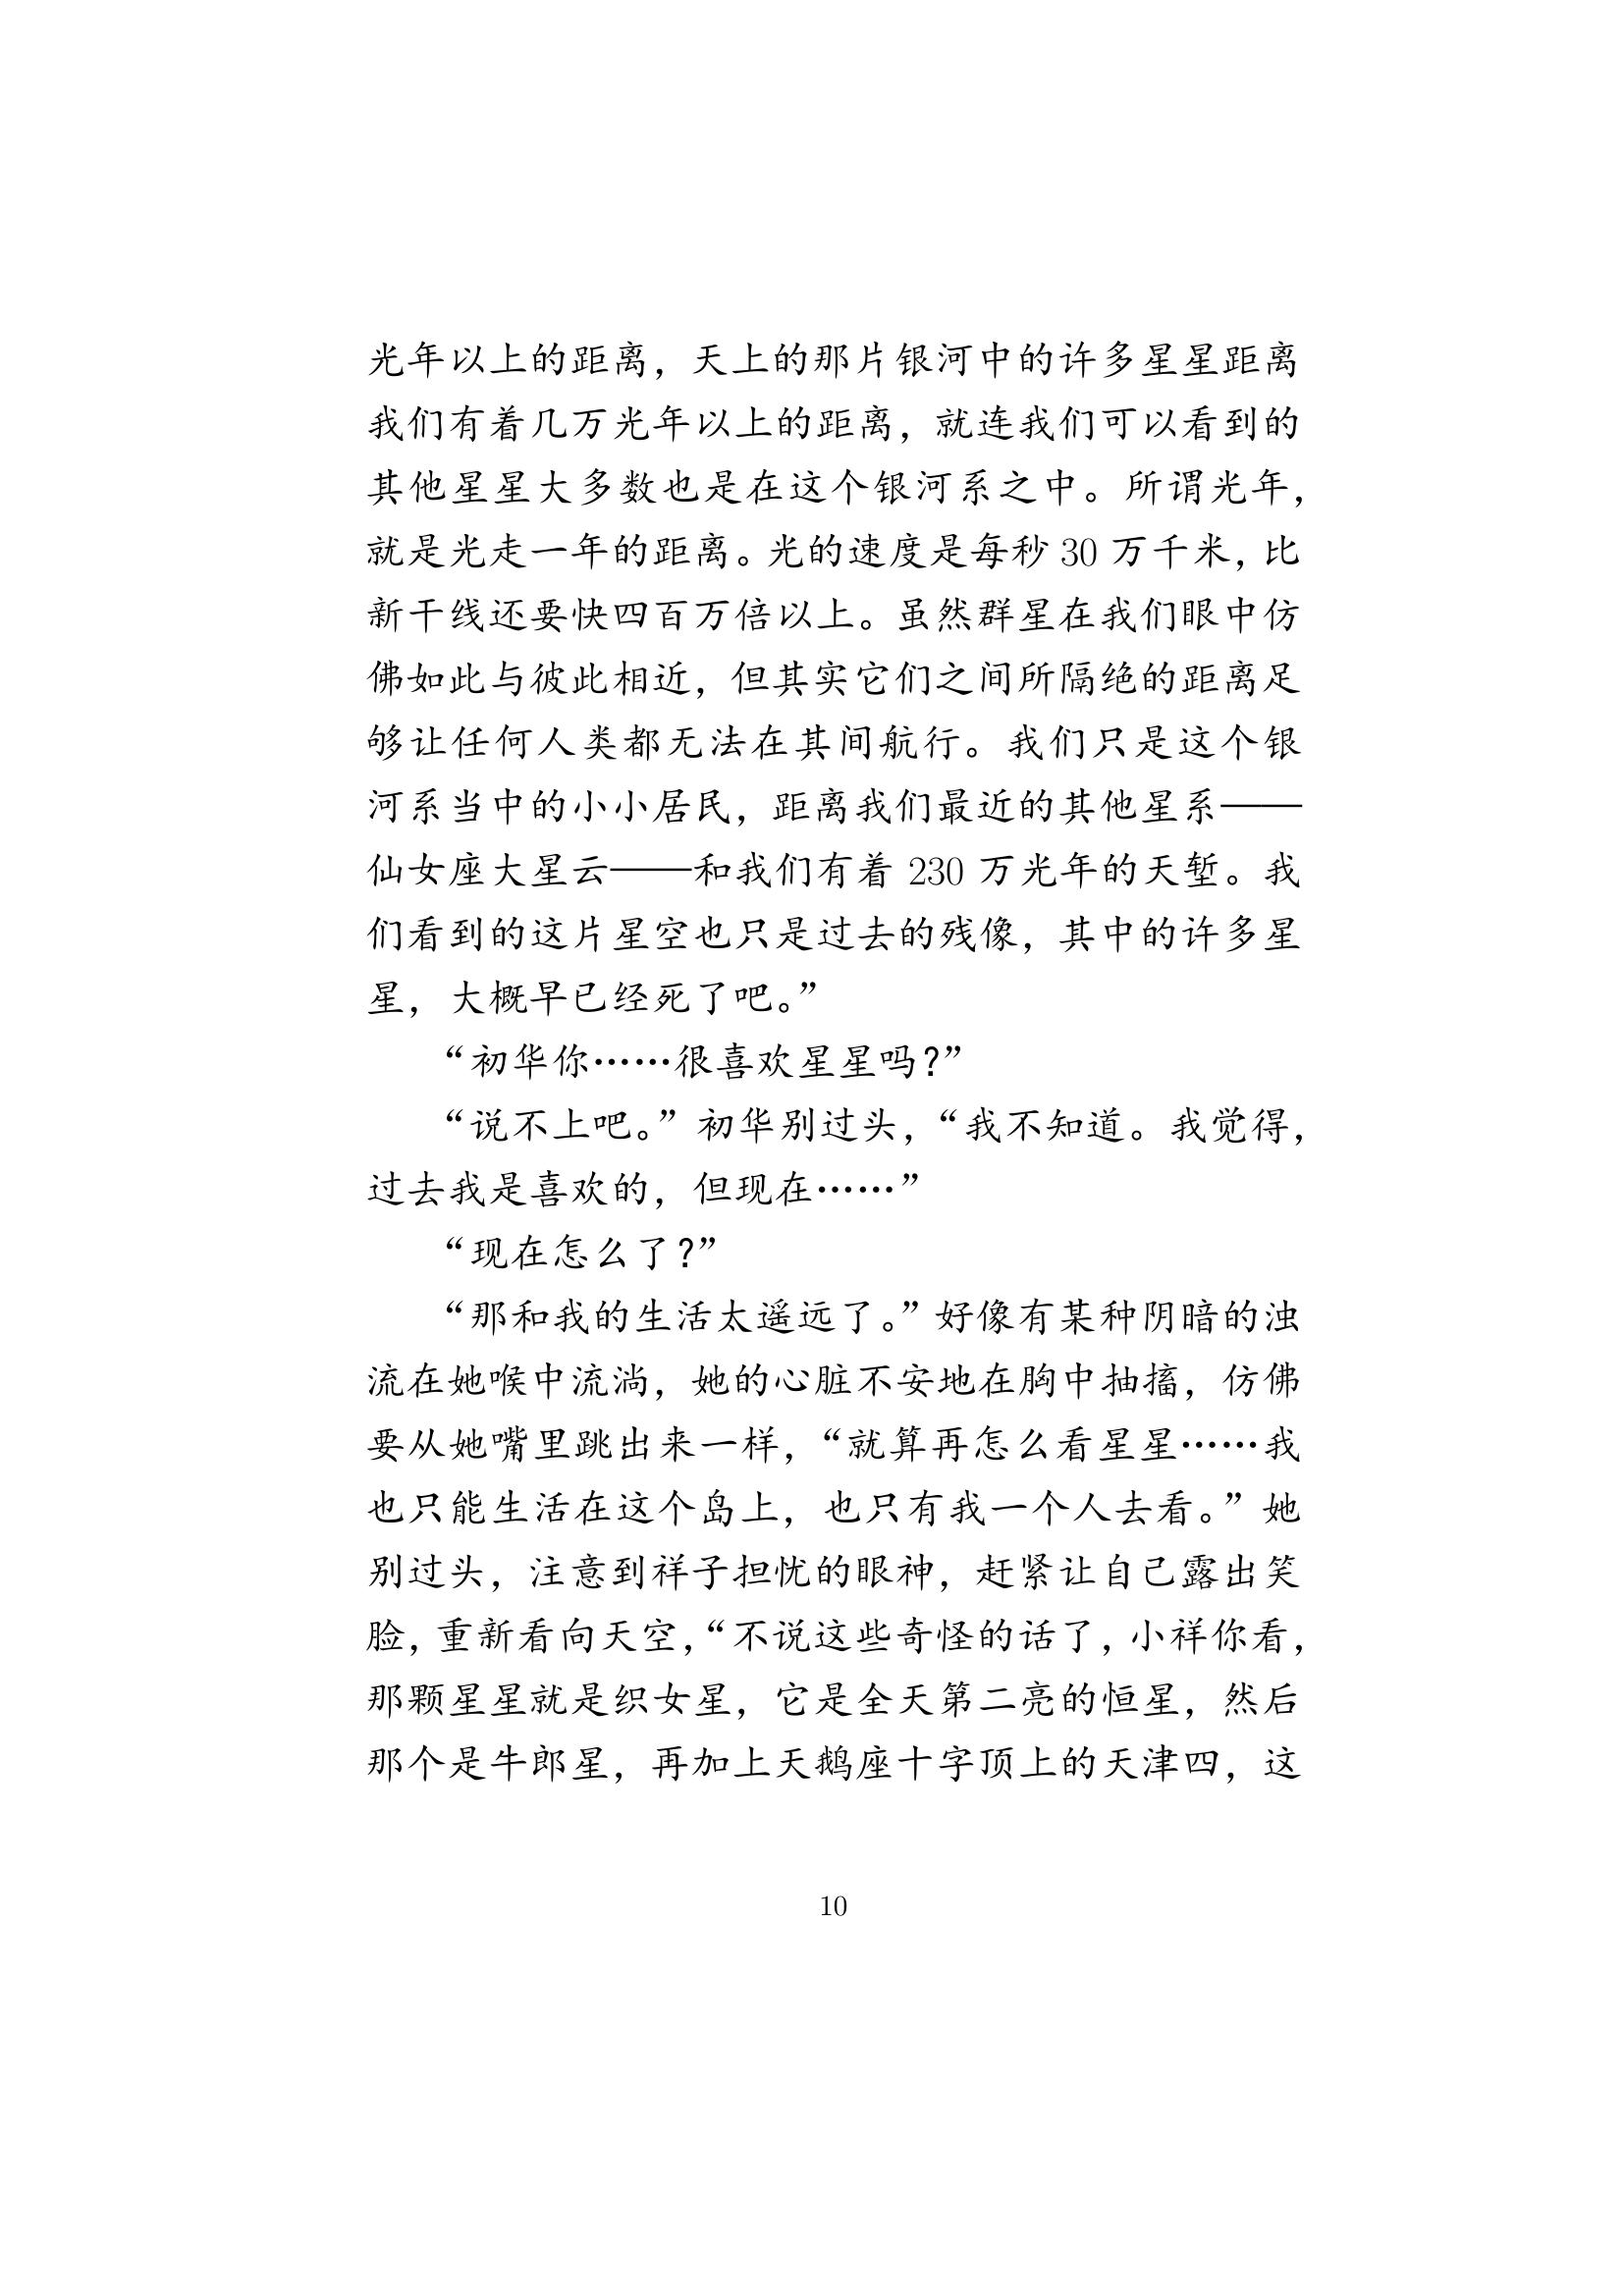 光年以上的距离，天上的那片银河中的许多星星距离
我们有着几万光年以上的距离，就连我们可以看到的
其他星星大多数也是在这个银河系之中。所谓光年，
就是光走一年的距离。光的速度是每秒 30 万千米，比
新干线还要快四百万倍以上。虽然群星在我们眼中仿
佛如此与彼此相近，但其实它们之间所隔绝的距离足
够让任何人类都无法在其间航行。我们只是这个银
河系当中的小小居民，距离我们最近的其他星系——
仙女座大星云——和我们有着 230 万光年的天堑。我
们看到的这片星空也只是过去的残像，其中的许多星
星，大概早已经死了吧。”
“初华你……很喜欢星星吗？”
“说不上吧。”初华别过头，“我不知道。我觉得，
过去我是喜欢的，但现在……”
“现在怎么了？”
“那和我的生活太遥远了。”好像有某种阴暗的浊
流在她喉中流淌，她的心脏不安地在胸中抽搐，仿佛
要从她嘴里跳出来一样，“就算再怎么看星星……我
也只能生活在这个岛上，也只有我一个人去看。”她
别过头，注意到祥子担忧的眼神，赶紧让自己露出笑
脸，重新看向天空，“不说这些奇怪的话了，小祥你看，
那颗星星就是织女星，它是全天第二亮的恒星，然后
那个是牛郎星，再加上天鹅座十字顶上的天津四，这
10